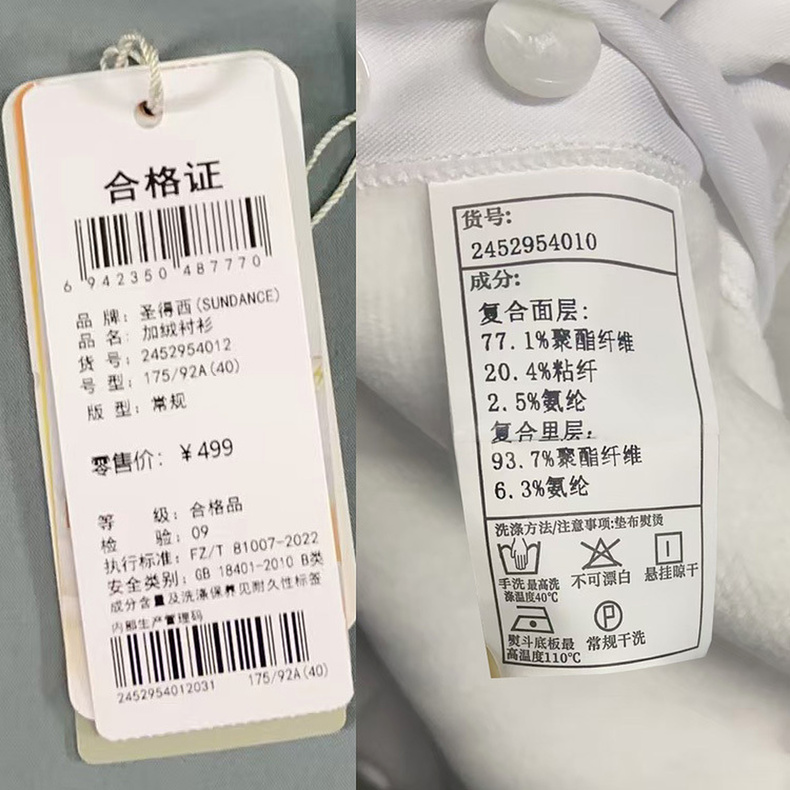 合格证
6 942350 487770
品 牌: 圣得西(SUNDANCE)
品 名: 加绒衬衫
货 号: 2452954012
号 型: 175/92A(40)
版 型: 常规
零售价: ￥499
等 级: 合格品
检 验: 09
执行标准: FZ/T 81007-2022
安全类别: GB 18401-2010 B类
成分含量及洗涤保养见耐久性标签
内部生产管理码
2452954012031 175/92A(40)
货号:
2452954010
成分:
复合面层:
77.1%聚酯纤维
20.4%粘纤
2.5%氨纶
复合里层:
93.7%聚酯纤维
6.3%氨纶
洗涤方法/注意事项:垫布熨烫
手洗 最高洗涤温度40℃
不可漂白
悬挂晾干
熨斗底板最高温度110℃
P
常规干洗